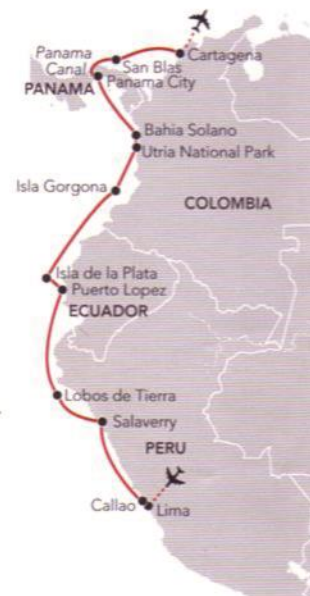 Panama
Canal
San Blas
Cartagena
PANAMA
Panama City
Bahia Solano
Utria National Park
Isla Gorgona
COLOMBIA
Isla de la Plata
Puerto Lopez
ECUADOR
Lobos de Tierra
Salaverry
PERU
Callao
Lima